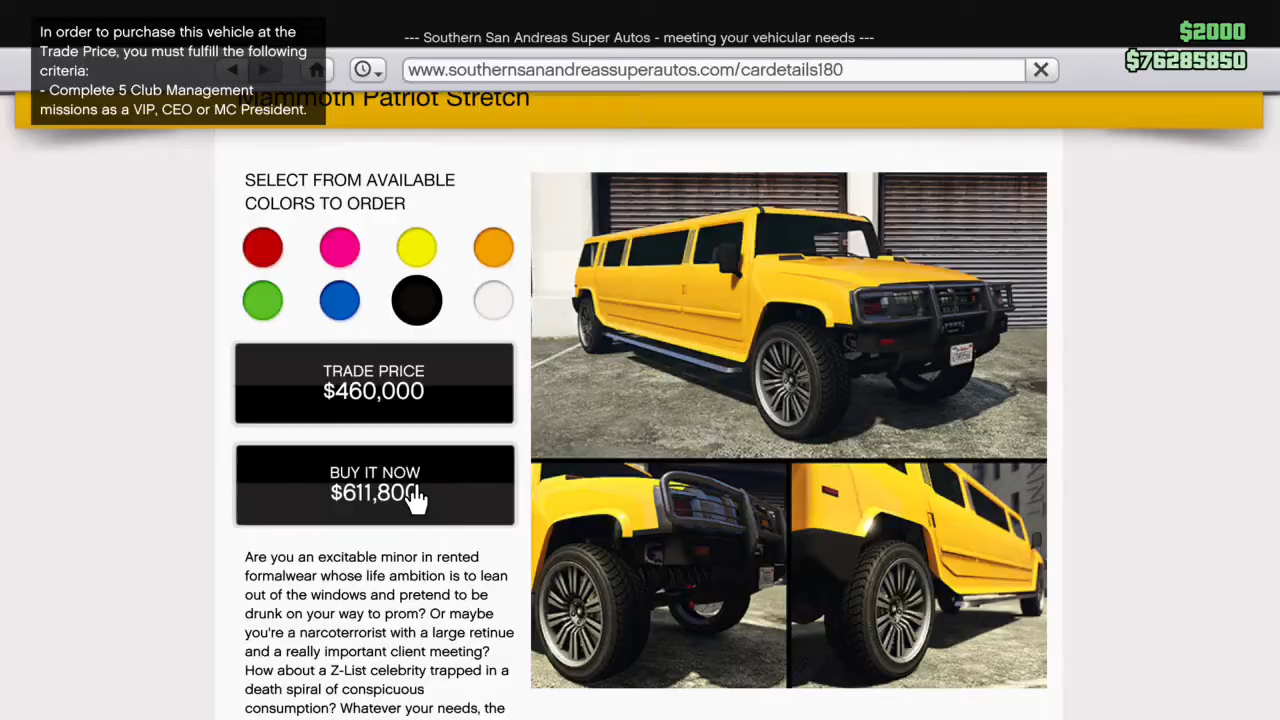 In order to purchase this vehicle at the
Trade Price, you must fulfill the following
criteria:
- Complete 5 Club Management
missions as a VIP, CEO or MC President.
--- Southern San Andreas Super Autos - meeting your vehicular needs ---
$2000
$76285850
www.southernsanandreassuperautos.com/cardetails180
Mammoth Patriot Stretch
SELECT FROM AVAILABLE
COLORS TO ORDER
TRADE PRICE
$460,000
BUY IT NOW
$611,800
Are you an excitable minor in rented
formalwear whose life ambition is to lean
out of the windows and pretend to be
drunk on your way to prom? Or maybe
you're a narcoterrorist with a large retinue
and a really important client meeting?
How about a Z-List celebrity trapped in a
death spiral of conspicuous
consumption? Whatever your needs, the